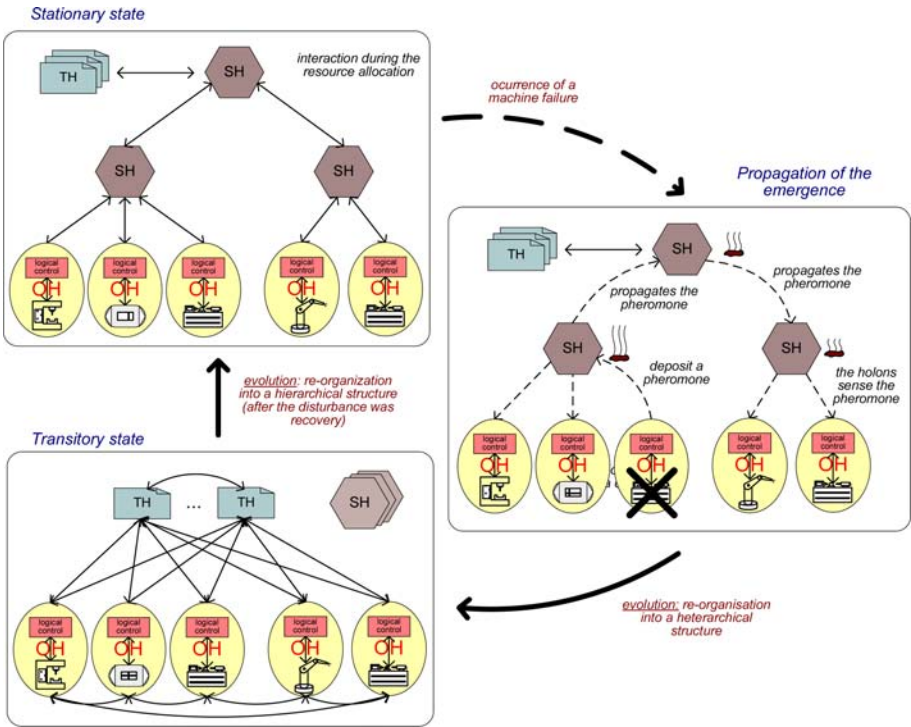 Stationary state
TH
SH
interaction during the
resource allocation
SH
SH
logical
control
OH
logical
control
OH
logical
control
OH
logical
control
OH
logical
control
OH
ocurrence of a
machine failure
Propagation of the
emergence
TH
SH
propagates the
pheromone
propagates the
pheromone
SH
deposit a
pheromone
SH
the holons
sense the
pheromone
logical
control
OH
logical
control
OH
logical
control
OH
logical
control
OH
logical
control
OH
evolution: re-organization
into a hierarchical structure
(after the disturbance was
recovery)
Transitory state
TH
...
TH
SH
logical
control
OH
logical
control
OH
logical
control
OH
logical
control
OH
logical
control
OH
evolution: re-organisation
into a heterarchical
structure